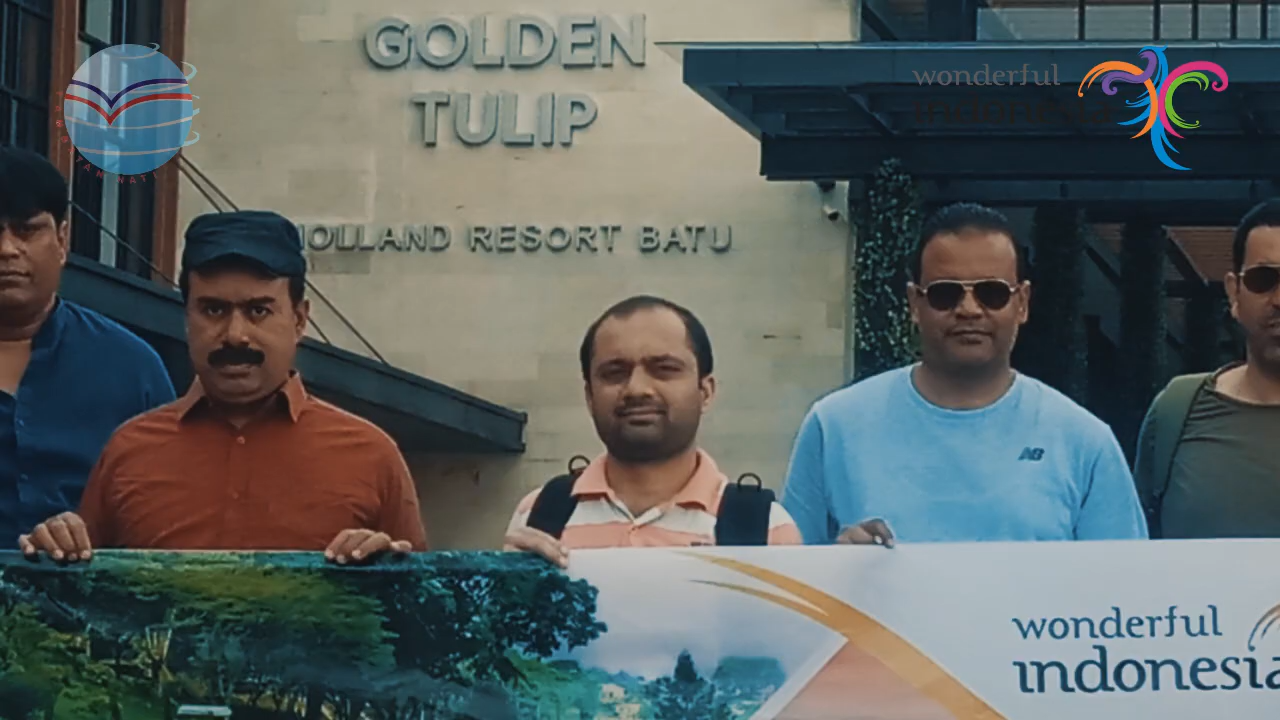 GOLDEN
TULIP
HOLLAND RESORT BATU
wonderful
indonesia
NB
wonderful
indonesia